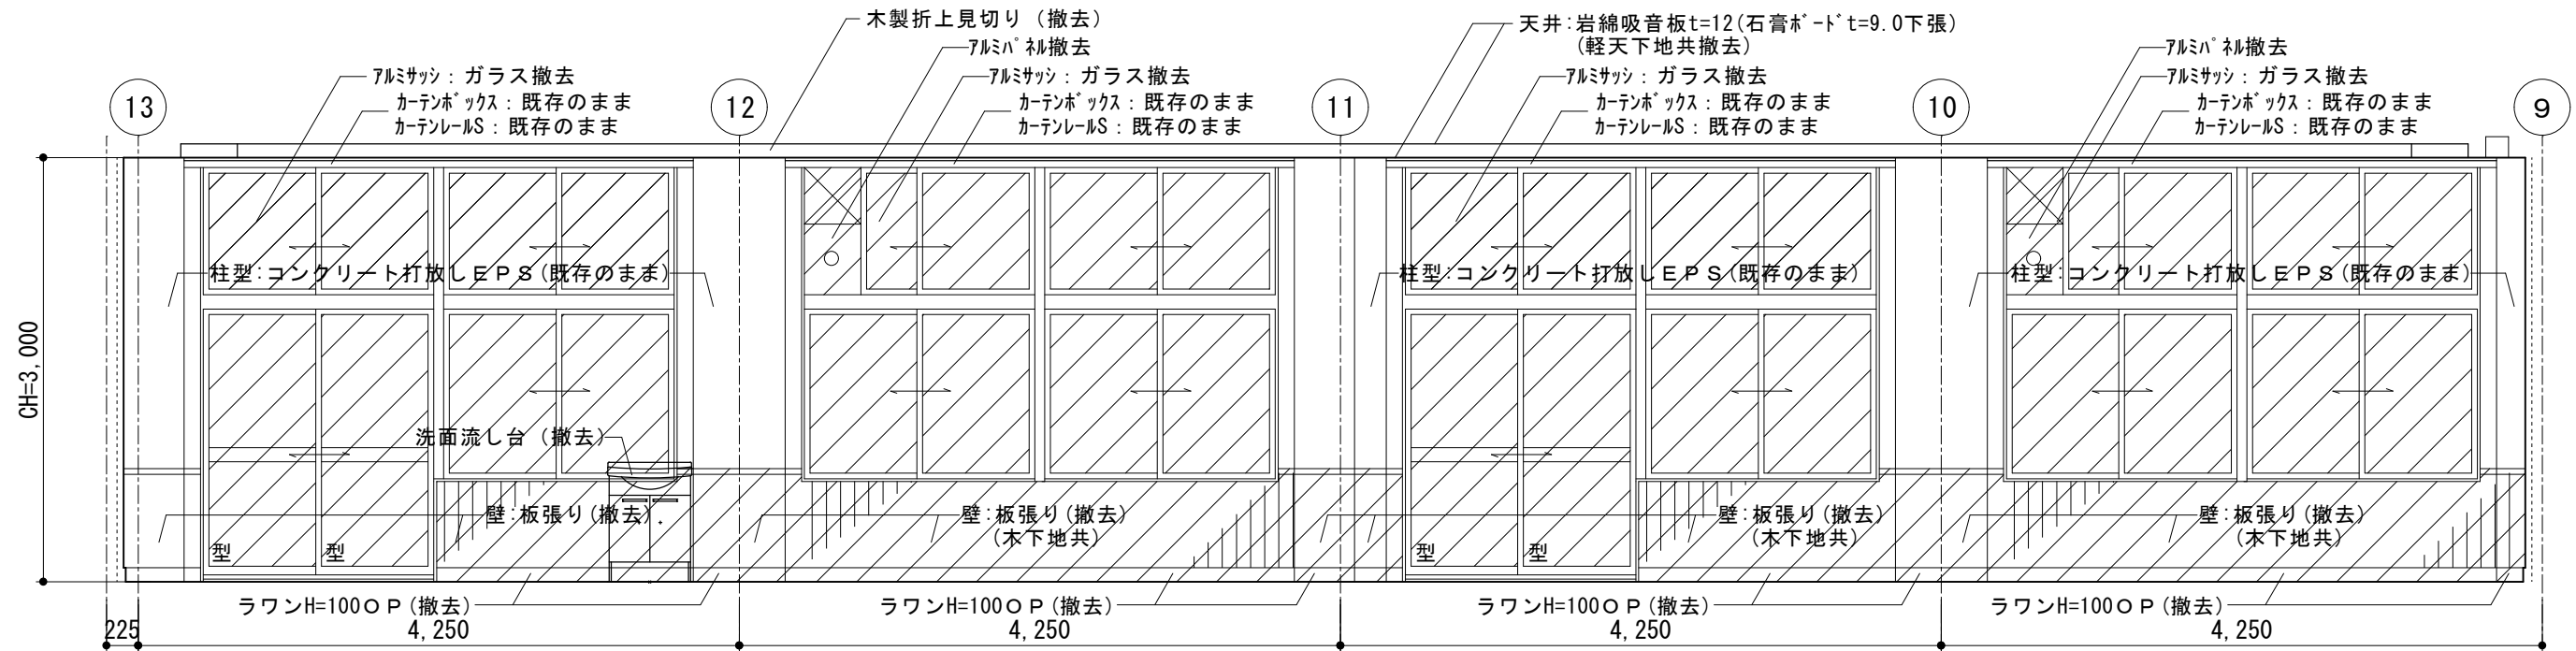 木製折上見切り（撤去）
天井:岩綿吸音板t=12(石膏ﾎﾞｰﾄﾞt=9.0下張)
(軽天下地共撤去)
ｱﾙﾐﾊﾟﾈﾙ撤去
ｱﾙﾐﾊﾟﾈﾙ撤去
ｱﾙﾐｻｯｼ：ガラス撤去
ｱﾙﾐｻｯｼ：ガラス撤去
ｱﾙﾐｻｯｼ：ガラス撤去
ｱﾙﾐｻｯｼ：ガラス撤去
13
ｶｰﾃﾝﾎﾞｯｸｽ：既存のまま
ｶｰﾃﾝﾚｰﾙS：既存のまま
12
ｶｰﾃﾝﾎﾞｯｸｽ：既存のまま
ｶｰﾃﾝﾚｰﾙS：既存のまま
11
ｶｰﾃﾝﾎﾞｯｸｽ：既存のまま
ｶｰﾃﾝﾚｰﾙS：既存のまま
10
ｶｰﾃﾝﾎﾞｯｸｽ：既存のまま
ｶｰﾃﾝﾚｰﾙS：既存のまま
9
柱型:コンクリート打放しＥＰＳ(既存のまま)
柱型:コンクリート打放しＥＰＳ(既存のまま)
柱型:コンクリート打放しＥＰＳ(既存のまま)
CH=3,000
洗面流し台（撤去）
壁:板張り(撤去)
壁:板張り(撤去)
(木下地共)
壁:板張り(撤去)
(木下地共)
壁:板張り(撤去)
(木下地共)
型
型
型
型
ラワンH=100ＯＰ(撤去)
ラワンH=100ＯＰ(撤去)
ラワンH=100ＯＰ(撤去)
ラワンH=100ＯＰ(撤去)
225
4,250
4,250
4,250
4,250